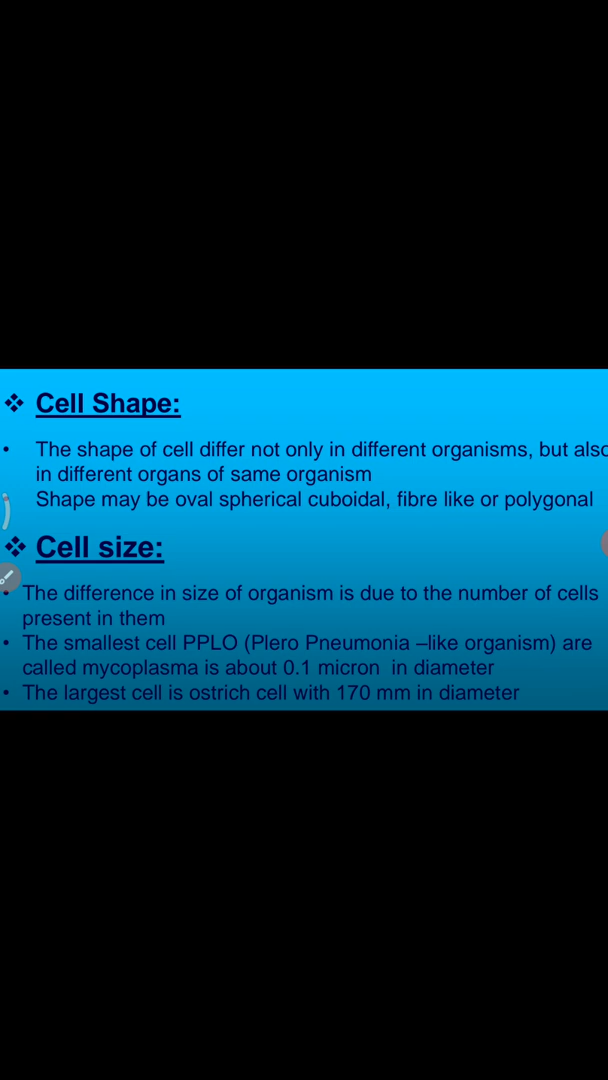 ❖ Cell Shape:
• The shape of cell differ not only in different organisms, but also
in different organs of same organism
Shape may be oval spherical cuboidal, fibre like or polygonal
❖ Cell size:
• The difference in size of organism is due to the number of cells
present in them
• The smallest cell PPLO (Plero Pneumonia –like organism) are
called mycoplasma is about 0.1 micron in diameter
• The largest cell is ostrich cell with 170 mm in diameter